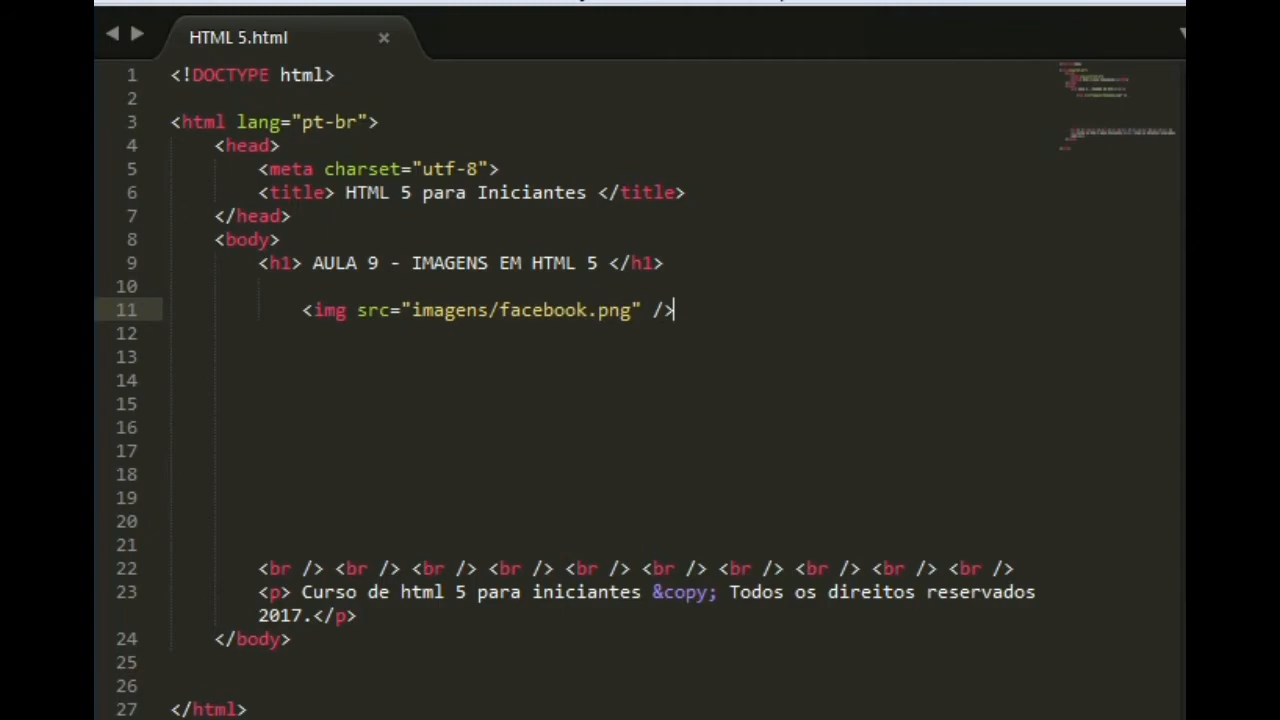 HTML 5.html
1 <!DOCTYPE html>
2
3 <html lang="pt-br">
4 <head>
5 <meta charset="utf-8">
6 <title> HTML 5 para Iniciantes </title>
7 </head>
8 <body>
9 <h1> AULA 9 - IMAGENS EM HTML 5 </h1>
10
11 <img src="imagens/facebook.png" />
12
13
14
15
16
17
18
19
20
21
22 <br /> <br /> <br /> <br /> <br /> <br /> <br /> <br /> <br /> <br />
23 <p> Curso de html 5 para iniciantes &copy; Todos os direitos reservados
2017.</p>
24 </body>
25
26
27 </html>